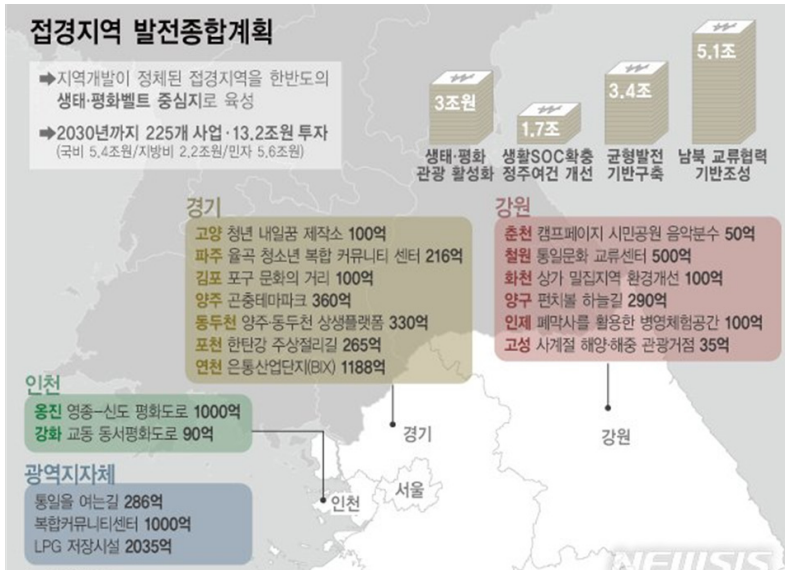 접경지역 발전종합계획
➡지역개발이 정체된 접경지역을 한반도의
생태·평화벨트 중심지로 육성
➡2030년까지 225개 사업·13.2조원 투자
(국비 5.4조원/지방비 2.2조원/민자 5.6조원)
3조원
생태·평화
관광 활성화
1.7조
생활SOC확충
정주여건 개선
3.4조
균형발전
기반구축
5.1조
남북 교류협력
기반조성
경기
고양 청년 내일꿈 제작소 100억
파주 율곡 청소년 복합 커뮤니티 센터 216억
김포 포구 문화의 거리 100억
양주 곤충테마파크 360억
동두천 양주·동두천 상생플랫폼 330억
포천 한탄강 주상절리길 265억
연천 은통산업단지(BIX) 1188억
강원
춘천 캠프페이지 시민공원 음악분수 50억
철원 통일문화 교류센터 500억
화천 상가 밀집지역 환경개선 100억
양구 펀치볼 하늘길 290억
인제 폐막사를 활용한 병영체험공간 100억
고성 사계절 해양·해중 관광거점 35억
인천
옹진 영종-신도 평화도로 1000억
강화 교동 동서평화도로 90억
광역지자체
통일을 여는길 286억
복합커뮤니티센터 1000억
LPG 저장시설 2035억
경기
강원
서울
인천
NEWSIS